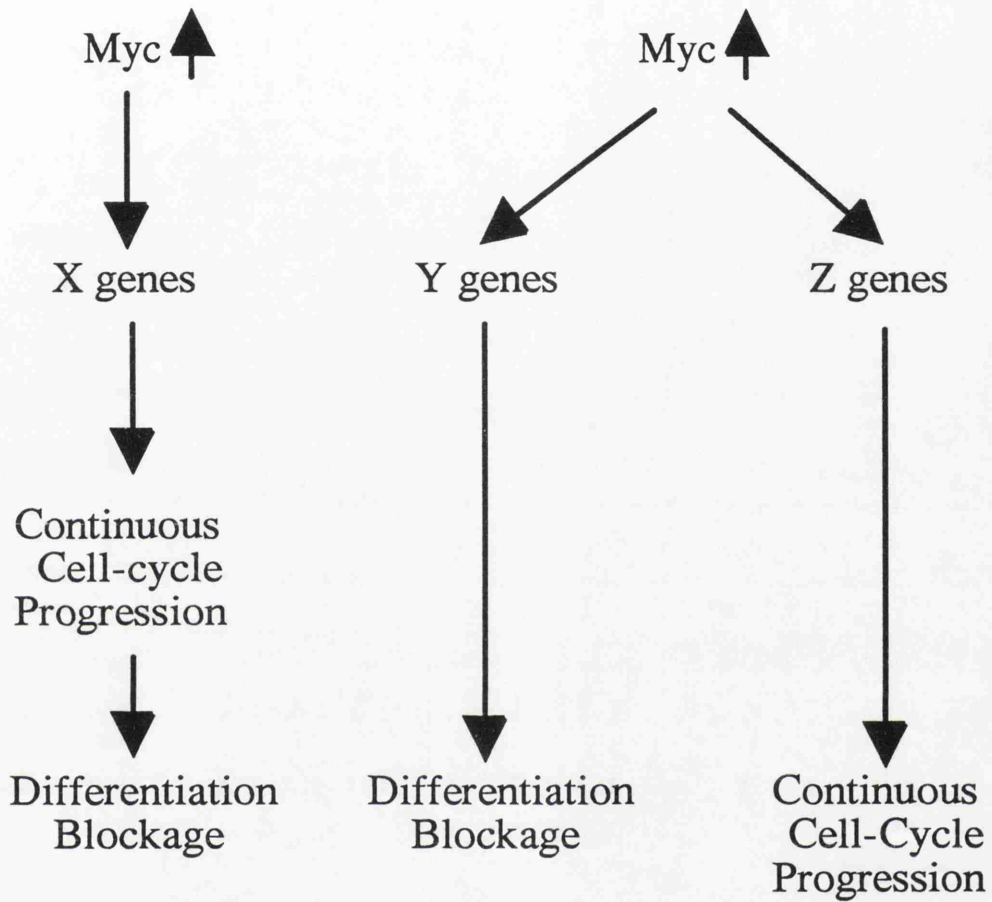 Myc
X genes
Continuous
Cell-cycle
Progression
Differentiation
Blockage
Myc
Y genes
Z genes
Differentiation
Blockage
Continuous
Cell-Cycle
Progression